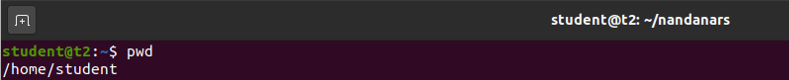 student@t2: ~/nandanars
student@t2:~$ pwd
/home/student